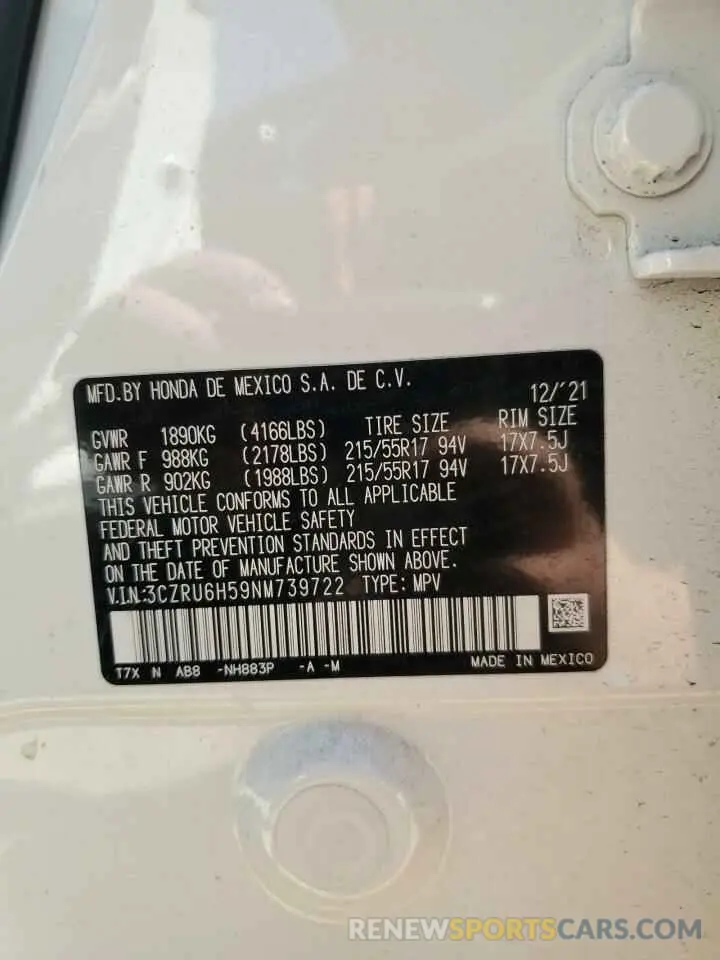 MFD.BY HONDA DE MEXICO S.A. DE C.V. 12/'21
TIRE SIZE RIM SIZE
GVWR 1890KG (4166LBS)
GAWR F 988KG (2178LBS) 215/55R17 94V 17X7.5J
GAWR R 902KG (1988LBS) 215/55R17 94V 17X7.5J
THIS VEHICLE CONFORMS TO ALL APPLICABLE
FEDERAL MOTOR VEHICLE SAFETY
AND THEFT PREVENTION STANDARDS IN EFFECT
ON THE DATE OF MANUFACTURE SHOWN ABOVE.
V.I.N.:3CZRU6H59NM739722 TYPE: MPV
T7X N AB8 -NH883P -A -M MADE IN MEXICO
RENEWSPORTSCARS.COM